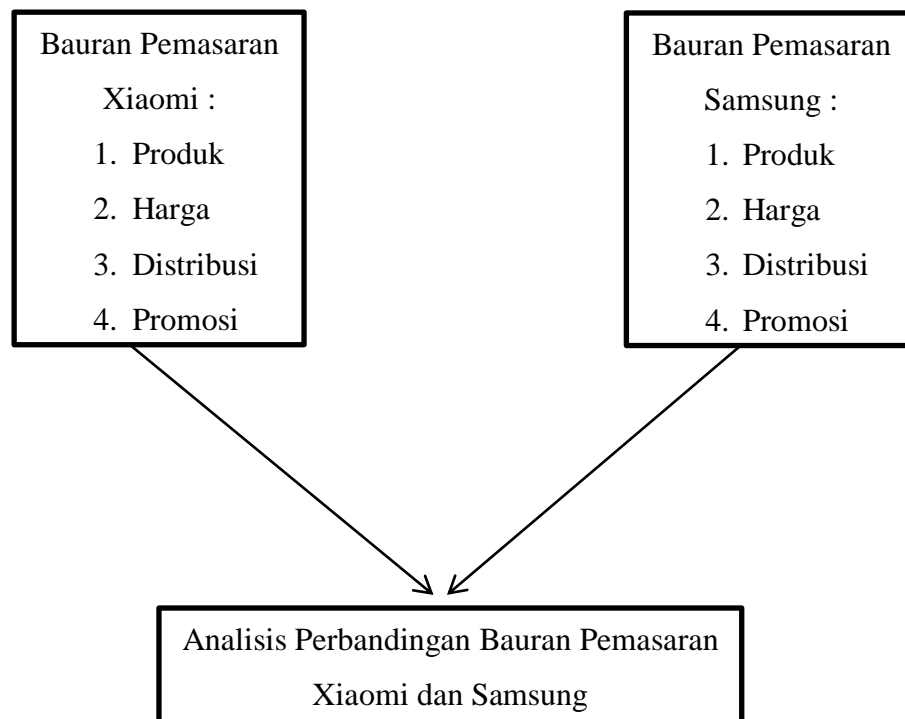 Bauran Pemasaran
Xiaomi :
1. Produk
2. Harga
3. Distribusi
4. Promosi
Bauran Pemasaran
Samsung :
1. Produk
2. Harga
3. Distribusi
4. Promosi
Analisis Perbandingan Bauran Pemasaran
Xiaomi dan Samsung